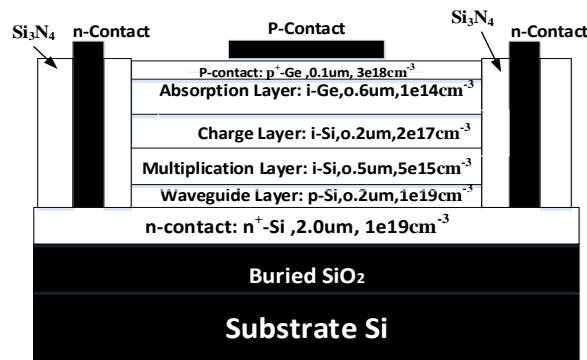 Si3N4
n-Contact
P-Contact
Si3N4
n-Contact
P-contact: p+-Ge ,0.1um, 3e18cm-3
Absorption Layer: i-Ge,o.6um,1e14cm-3
Charge Layer: i-Si,o.2um,2e17cm-3
Multiplication Layer: i-Si,o.5um,5e15cm-3
Waveguide Layer: p-Si,o.2um,1e19cm-3
n-contact: n+-Si ,2.0um, 1e19cm-3
Buried SiO2
Substrate Si